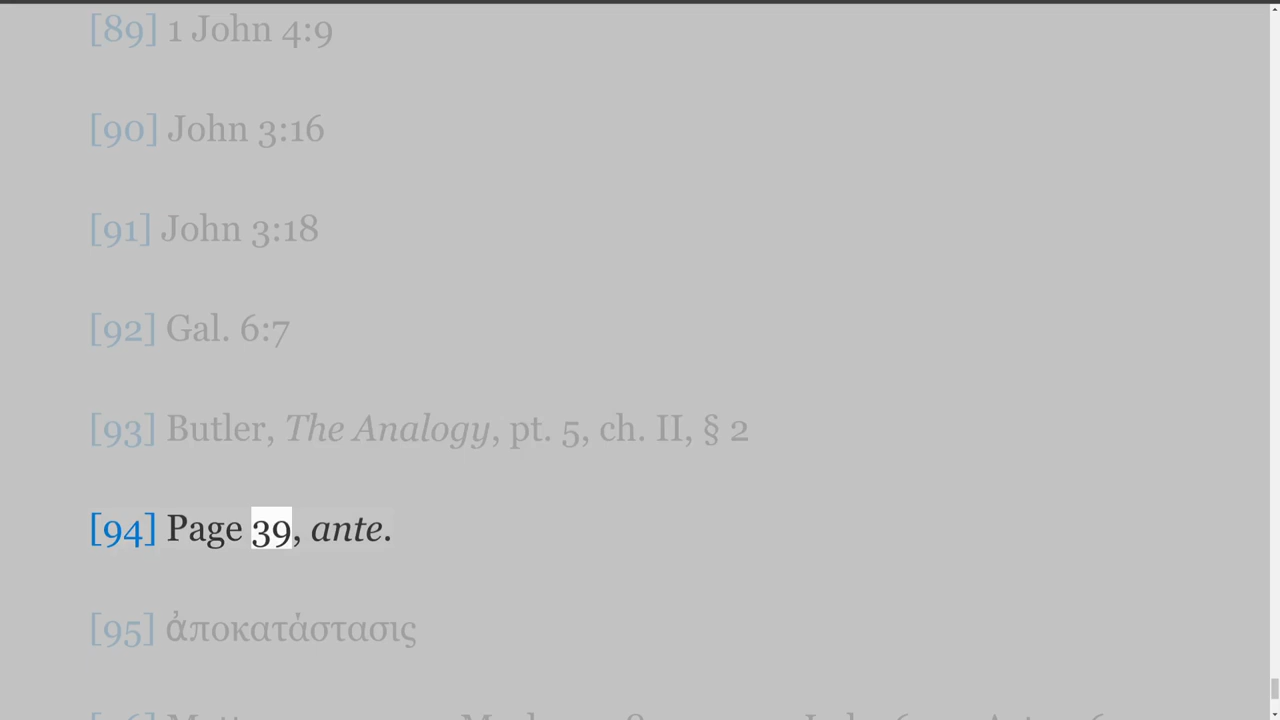 [89] 1 John 4:9
[90] John 3:16
[91] John 3:18
[92] Gal. 6:7
[93] Butler, The Analogy, pt. 5, ch. II, § 2
[94] Page 39, ante.
[95] ἀποκατάστασις